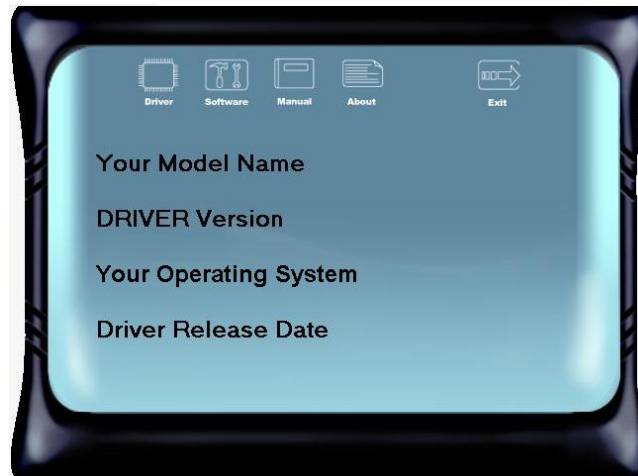 Driver Software Manual About Exit
Your Model Name
DRIVER Version
Your Operating System
Driver Release Date